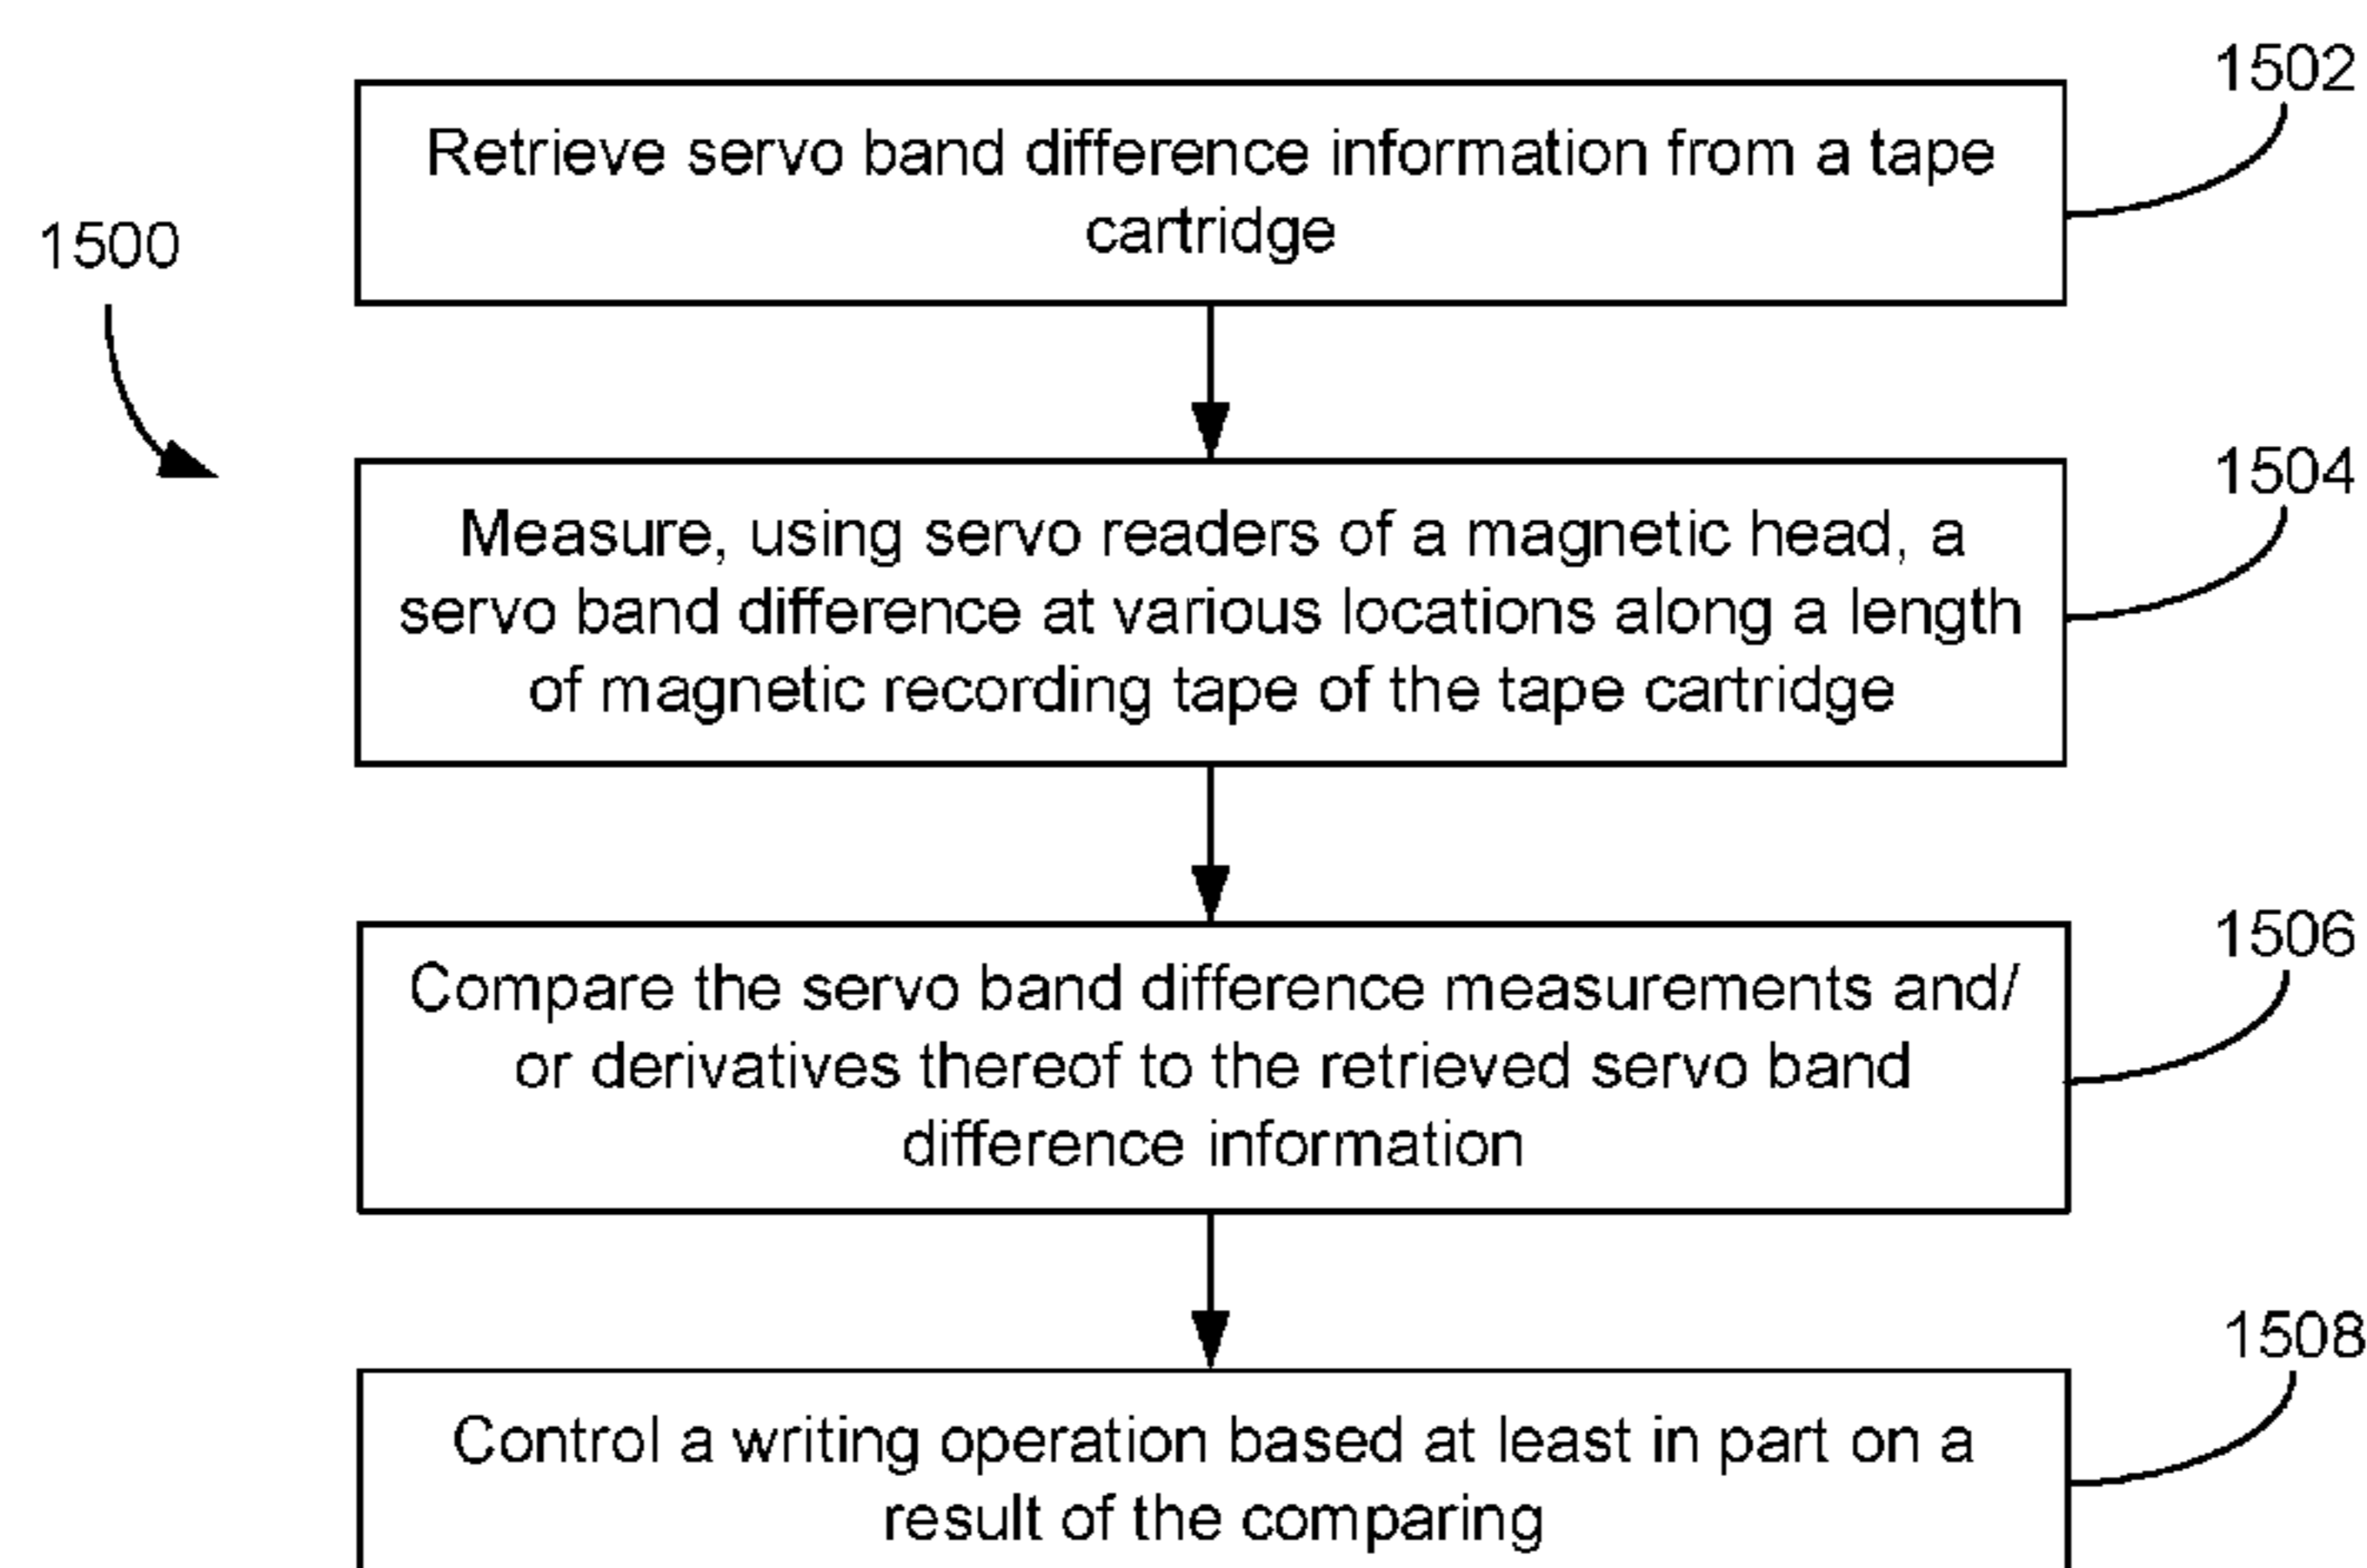 1502
Retrieve servo band difference information from a tape
cartridge
1500
1504
Measure, using servo readers of a magnetic head, a
servo band difference at various locations along a length
of magnetic recording tape of the tape cartridge
1506
Compare the servo band difference measurements and/
or derivatives thereof to the retrieved servo band
difference information
1508
Control a writing operation based at least in part on a
result of the comparing